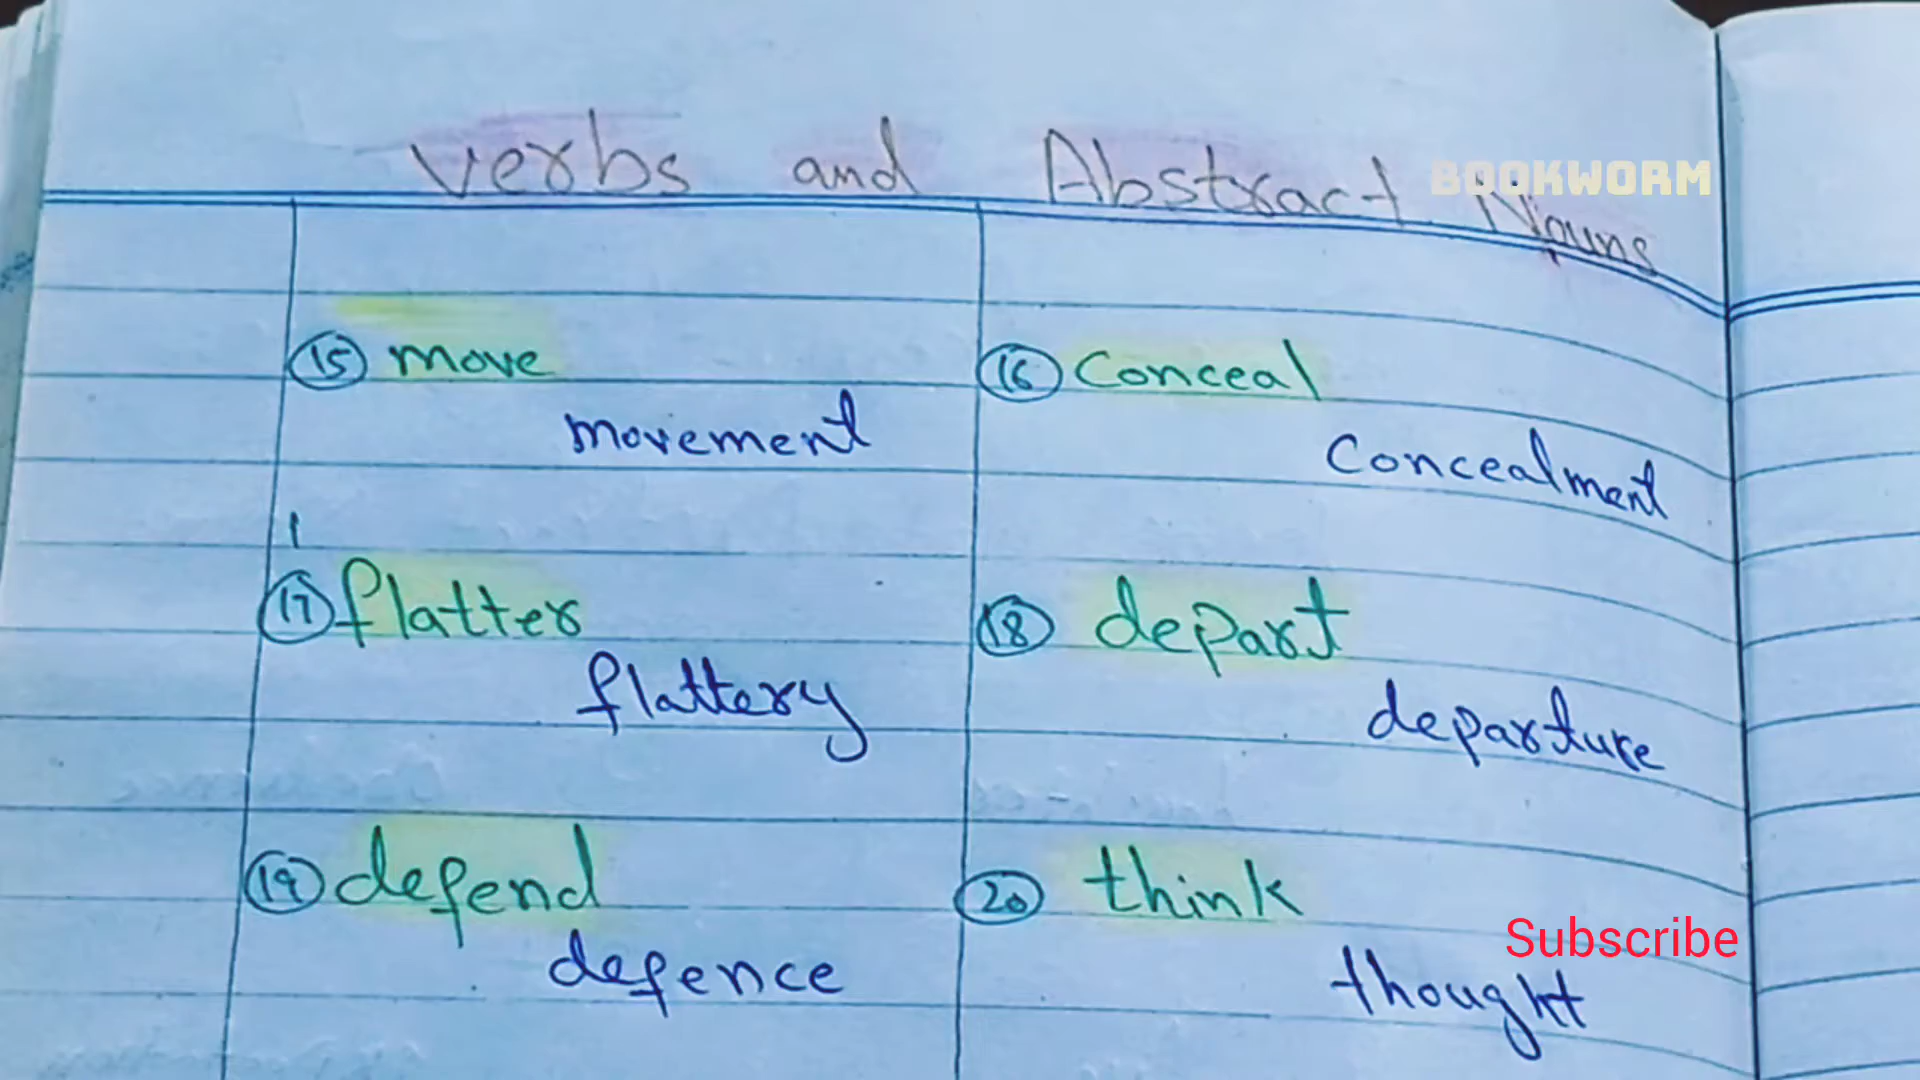 Verbs and Abstract Nouns
BOOKWORM
15 move
movement
16 Conceal
Concealment
17 flatter
flattery
18 depart
departure
19 defend
defence
20 think
thought
Subscribe